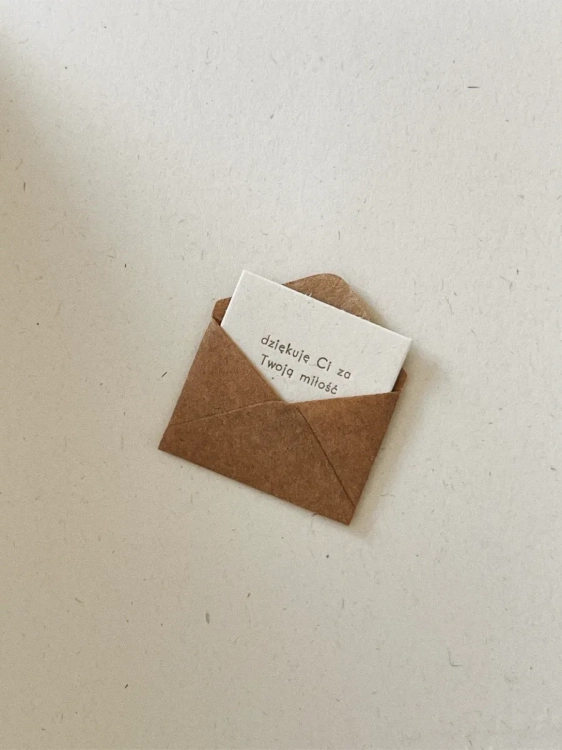 dziękuję Ci za
Twoją miłość